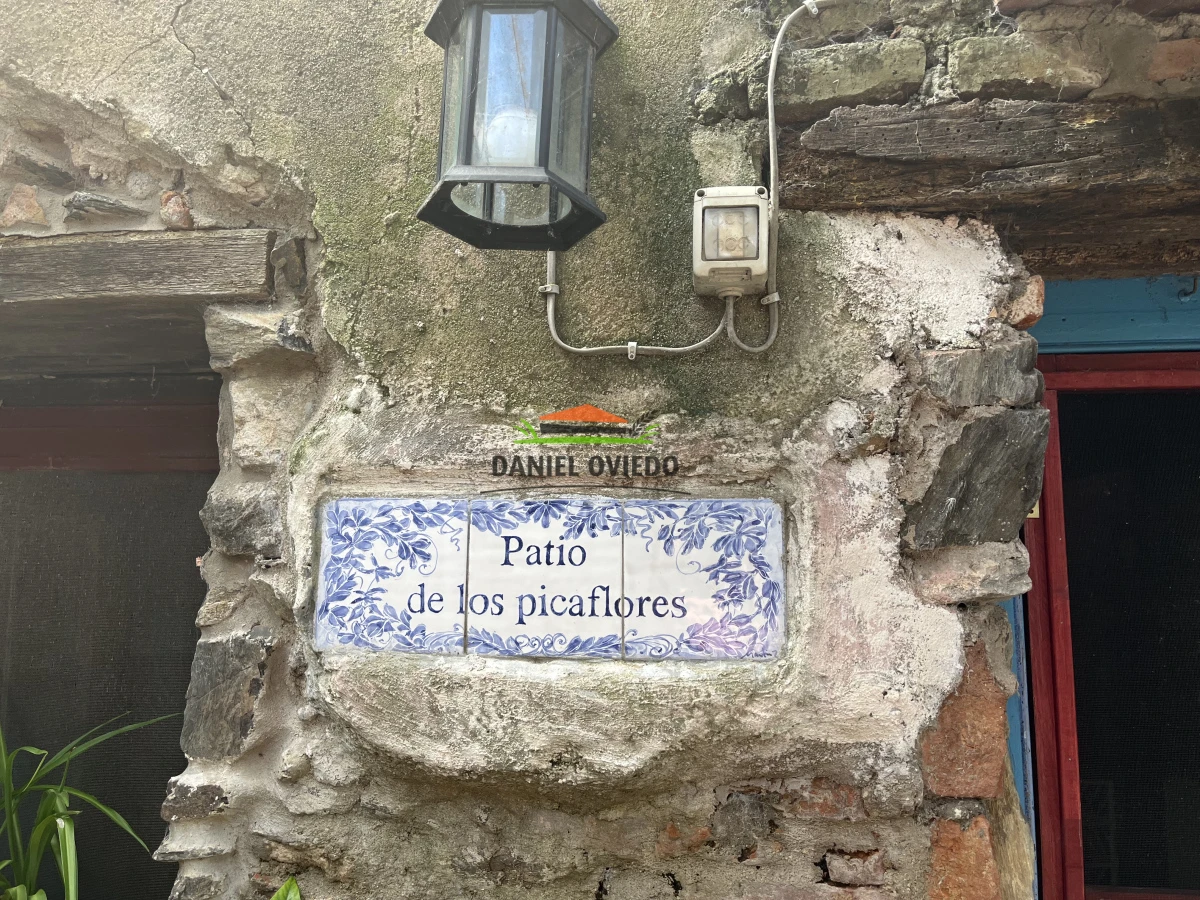 DANIEL OVIEDO
Patio
de los picaflores